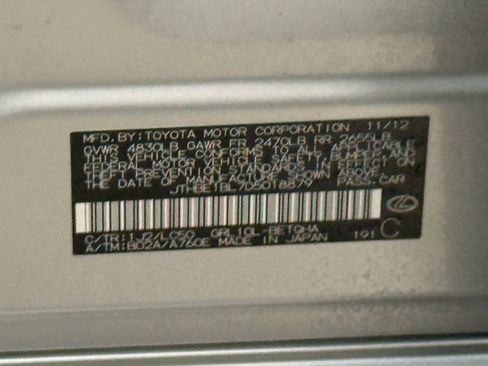 MFD. BY: TOYOTA MOTOR CORPORATION 11/12
GVWR 4830LB GAWR FR 2470LB RR 2655LB
THIS VEHICLE CONFORMS TO ALL APPLICABLE
FEDERAL MOTOR VEHICLE SAFETY, BUMPER, AND
THEFT PREVENTION STANDARDS IN EFFECT ON
THE DATE OF MANUFACTURE SHOWN ABOVE.
JTHBE1BL7D5018879 PASS. CAR
C/TR: 1J2/LC50 GRL10L-BETQHA
A/TM: B02A/A760E MADE IN JAPAN 191 C